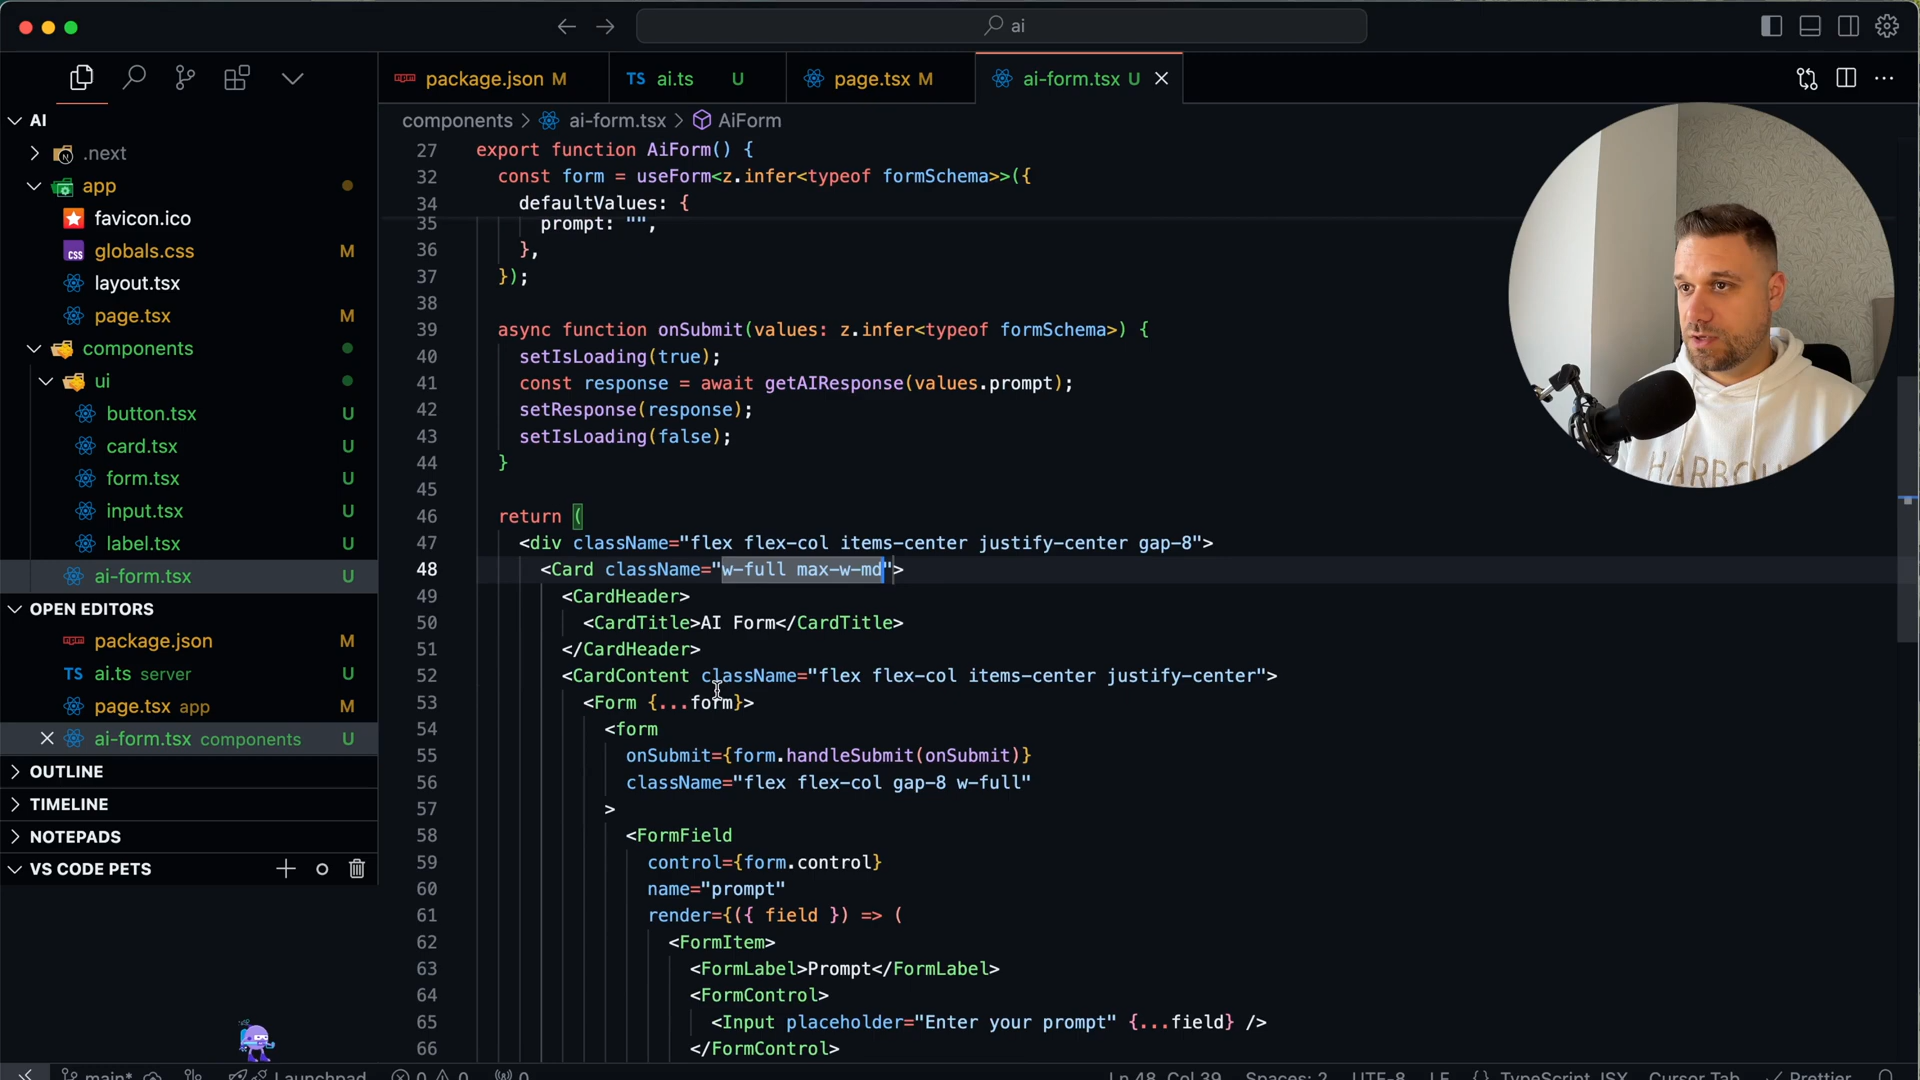 ai
package.json M
TS ai.ts U
page.tsx M
ai-form.tsx U
AI
.next
app
favicon.ico
globals.css M
layout.tsx
page.tsx M
components
ui
button.tsx U
card.tsx U
form.tsx U
input.tsx U
label.tsx U
ai-form.tsx U
OPEN EDITORS
package.json M
TS ai.ts server U
page.tsx app M
ai-form.tsx components U
OUTLINE
TIMELINE
NOTEPADS
VS CODE PETS
components > ai-form.tsx > AiForm
27 export function AiForm() {
32 const form = useForm<z.infer<typeof formSchema>>({
34 defaultValues: {
35 prompt: "",
36 },
37 });
38
39 async function onSubmit(values: z.infer<typeof formSchema>) {
40 setIsLoading(true);
41 const response = await getAIResponse(values.prompt);
42 setResponse(response);
43 setIsLoading(false);
44 }
45
46 return (
47 <div className="flex flex-col items-center justify-center gap-8">
48 <Card className="w-full max-w-md">
49 <CardHeader>
50 <CardTitle>AI Form</CardTitle>
51 </CardHeader>
52 <CardContent className="flex flex-col items-center justify-center">
53 <Form {...form}>
54 <form
55 onSubmit={form.handleSubmit(onSubmit)}
56 className="flex flex-col gap-8 w-full"
57 >
58 <FormField
59 control={form.control}
60 name="prompt"
61 render={({ field }) => (
62 <FormItem>
63 <FormLabel>Prompt</FormLabel>
64 <FormControl>
65 <Input placeholder="Enter your prompt" {...field} />
66 </FormControl>
main* Launchpad 0 0 0
Ln 48, Col 39 Spaces: 2 UTF-8 LF {} TypeScript JSX Cursor Tab Prettier